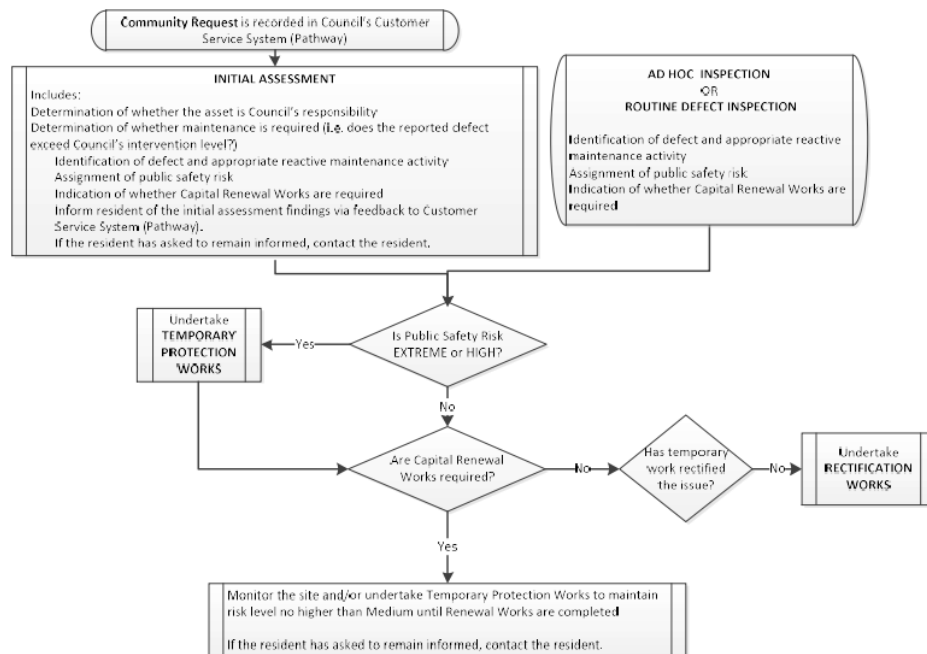 Community Request is recorded in Council's Customer
Service System (Pathway)
INITIAL ASSESSMENT
Includes:
Determination of whether the asset is Council's responsibility
Determination of whether maintenance is required (i.e. does the reported defect
exceed Council's intervention level?)
Identification of defect and appropriate reactive maintenance activity
Assignment of public safety risk
Indication of whether Capital Renewal Works are required
Inform resident of the initial assessment findings via feedback to Customer
Service System (Pathway).
If the resident has asked to remain informed, contact the resident.
AD HOC INSPECTION
OR
ROUTINE DEFECT INSPECTION
Identification of defect and appropriate reactive
maintenance activity
Assignment of public safety risk
Indication of whether Capital Renewal Works are
required
Undertake
TEMPORARY
PROTECTION
WORKS
Yes
Is Public Safety Risk
EXTREME or HIGH?
No
Are Capital Renewal
Works required?
No
Has temporary
work rectified
the issue?
No
Undertake
RECTIFICATION
WORKS
Yes
Monitor the site and/or undertake Temporary Protection Works to maintain
risk level no higher than Medium until Renewal Works are completed
If the resident has asked to remain informed, contact the resident.